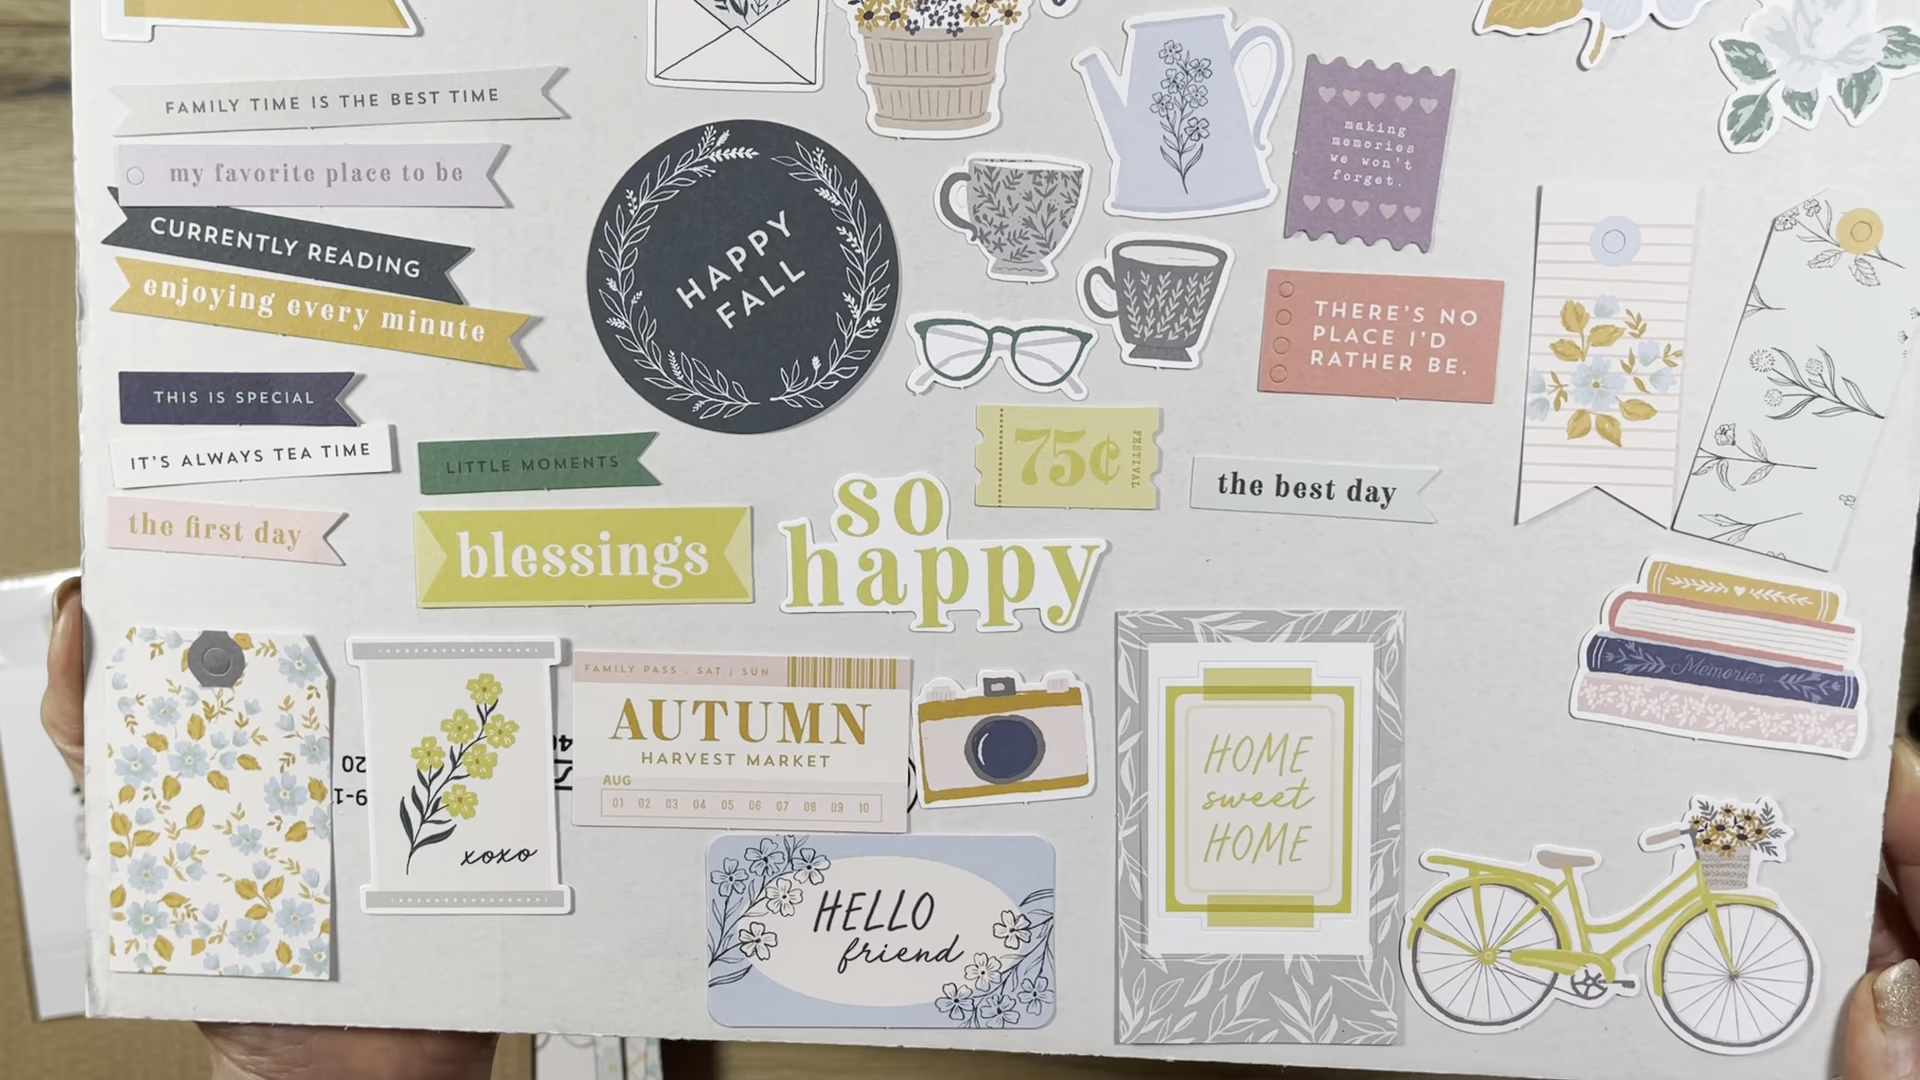 FAMILY TIME IS THE BEST TIME
my favorite place to be
CURRENTLY READING
enjoying every minute
THIS IS SPECIAL
IT'S ALWAYS TEA TIME
the first day
LITTLE MOMENTS
blessings
HAPPY
FALL
making
memories
we won't
forget.
THERE'S NO
PLACE I'D
RATHER BE.
75¢
FESTIVAL
the best day
so
happy
Memories
xoxo
FAMILY PASS : SAT / SUN
AUTUMN
HARVEST MARKET
AUG
01 02 03 04 05 06 07 08 09 10
HELLO
friend
HOME
sweet
HOME